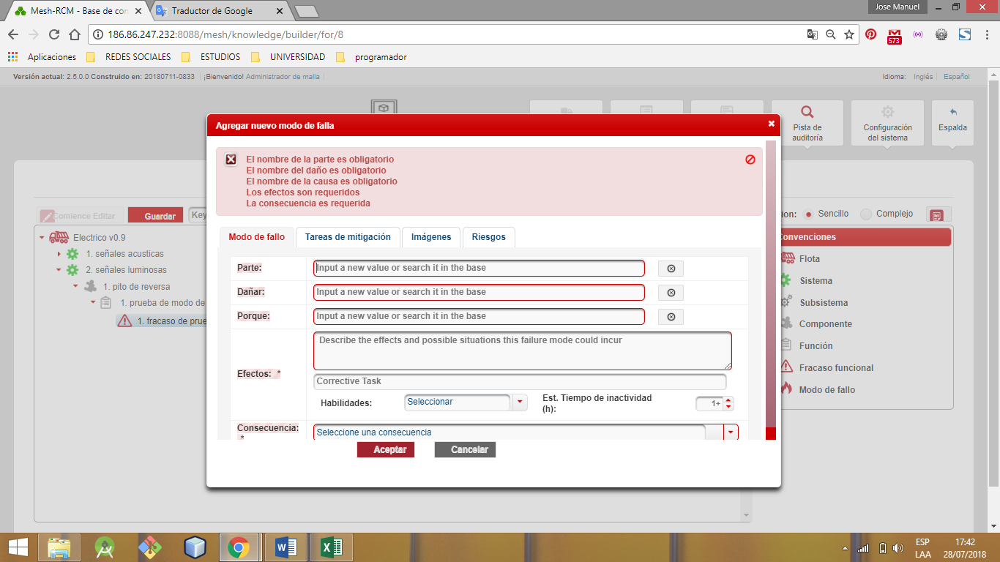 Mesh-RCM - Base de con
Traductor de Google
Jose Manuel
186.86.247.232:8088/mesh/knowledge/builder/for/8
573
Aplicaciones
REDES SOCIALES
ESTUDIOS
UNIVERSIDAD
programador
Versión actual: 2.5.0.0 Construido en: 20180711-0833
¡Bienvenido! Administrador de malla
Idioma: Inglés Español
Pista de
auditoría
Configuración
del sistema
Espalda
Agregar nuevo modo de falla
El nombre de la parte es obligatorio
El nombre del daño es obligatorio
El nombre de la causa es obligatorio
Los efectos son requeridos
La consecuencia es requerida
Comience Editar
Guardar
Key
ion:
Sencillo
Complejo
Modo de fallo
Tareas de mitigación
Imágenes
Riesgos
Electrico v0.9
1. señales acusticas
2. señales luminosas
1. pito de reversa
1. prueba de modo de
1. fracaso de prue
Parte:
Input a new value or search it in the base
Dañar:
Input a new value or search it in the base
Porque:
Input a new value or search it in the base
Efectos: *
Describe the effects and possible situations this failure mode could incur
Corrective Task
Habilidades:
Seleccionar
Est. Tiempo de inactividad
(h):
1+
Consecuencia:
*
Seleccione una consecuencia
Aceptar
Cancelar
Convenciones
Flota
Sistema
Subsistema
Componente
Función
Fracaso funcional
Modo de fallo
ESP
LAA
17:42
28/07/2018